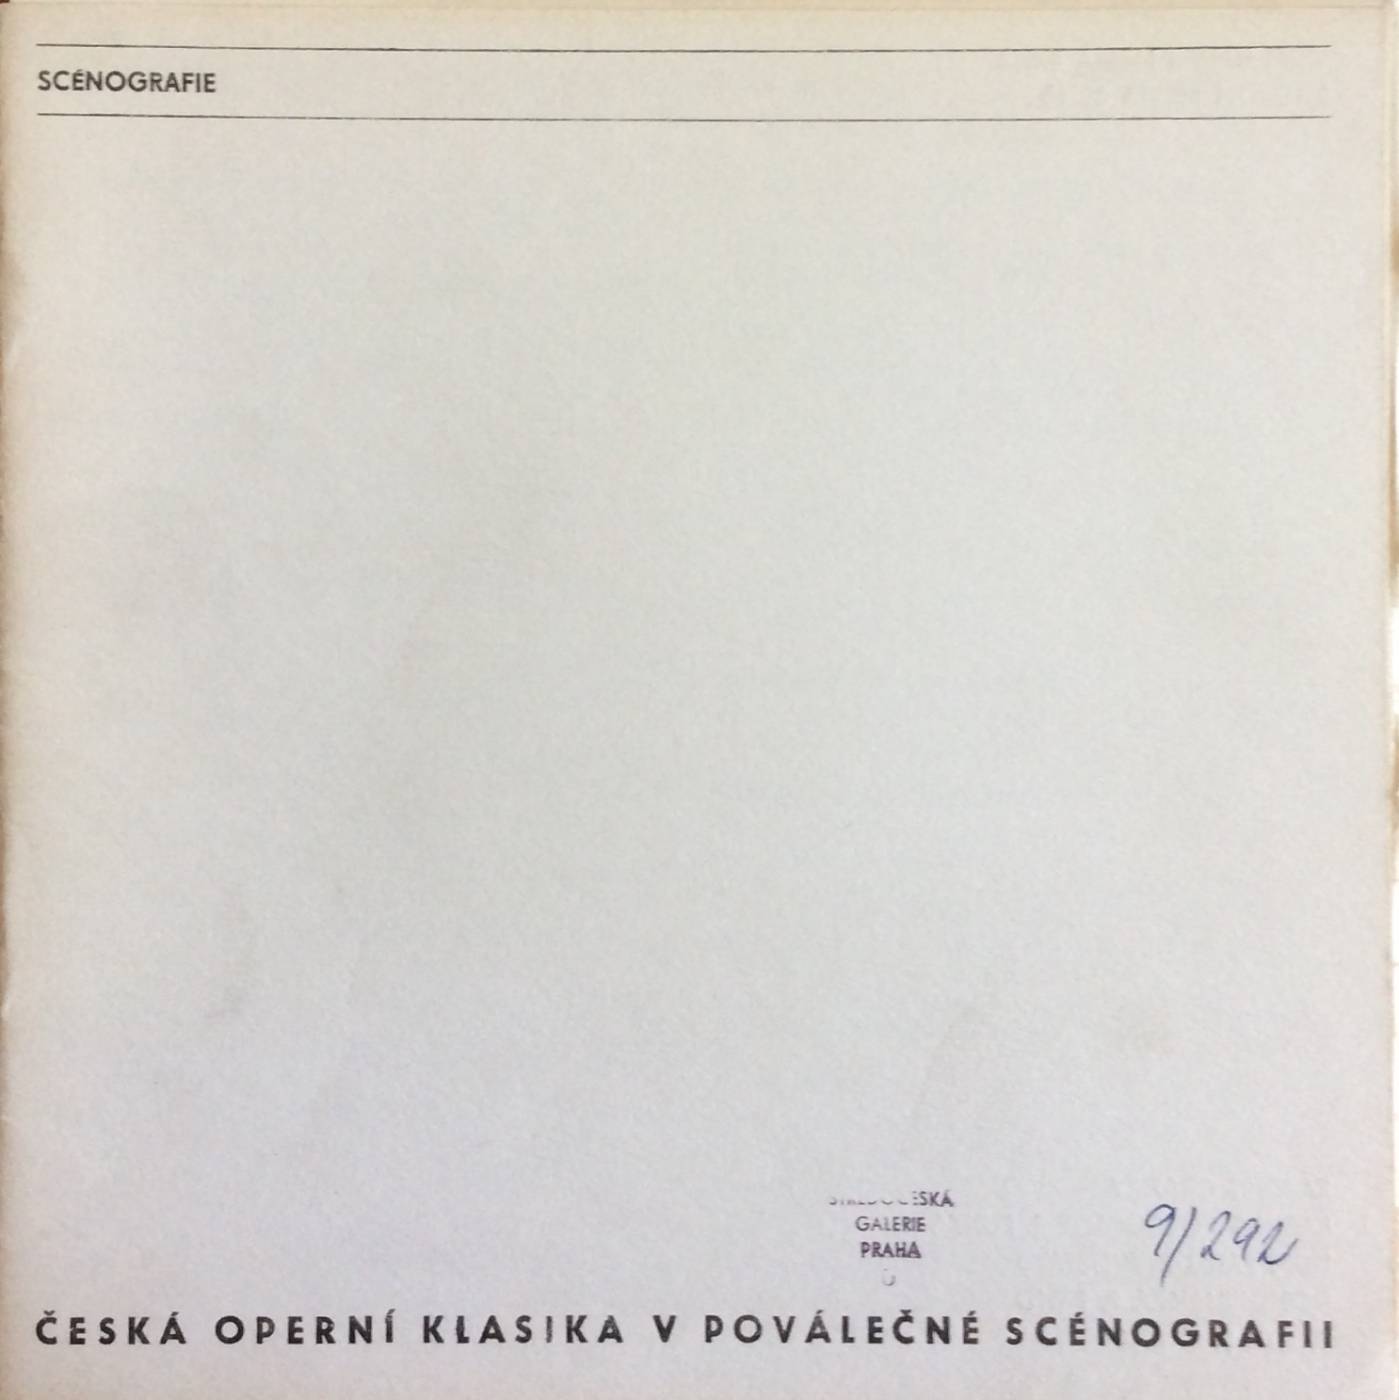 SCÉNOGRAFIE
GALERIE
PRAHA
9/292
ČESKÁ OPERNÍ KLASIKA V POVÁLEČNÉ SCÉNOGRAFII